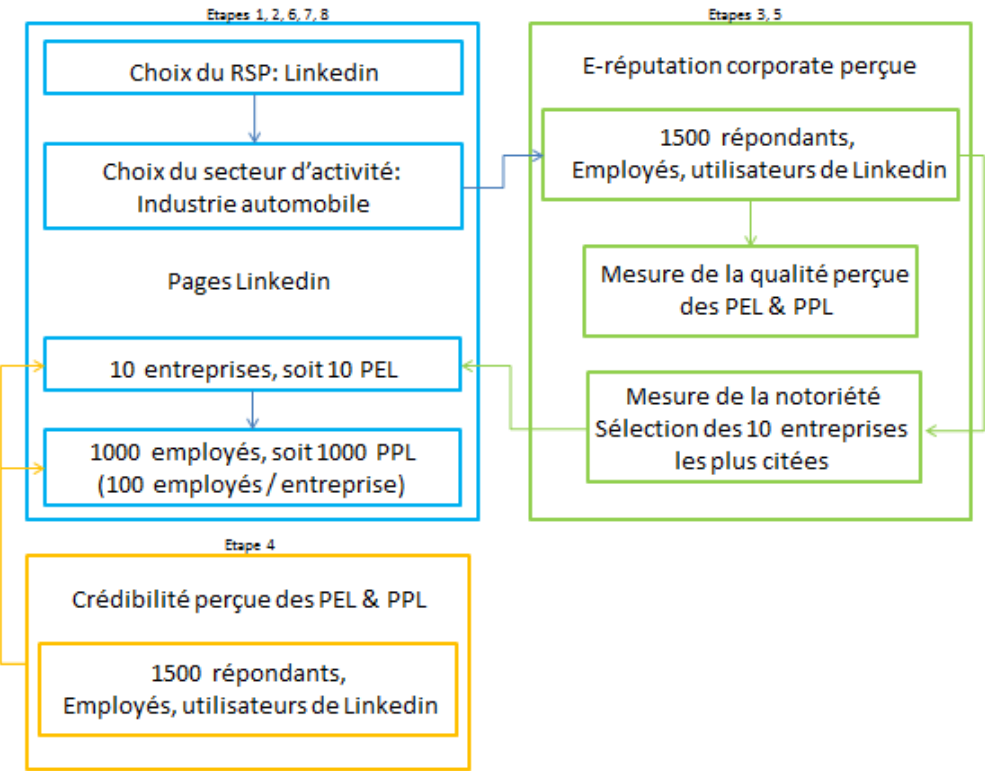 Etapes 1, 2, 6, 7, 8
Choix du RSP: Linkedin
Choix du secteur d'activité:
Industrie automobile
Pages Linkedin
10 entreprises, soit 10 PEL
1000 employés, soit 1000 PPL
(100 employés / entreprise)
Etapes 3, 5
E-réputation corporate perçue
1500 répondants,
Employés, utilisateurs de Linkedin
Mesure de la qualité perçue
des PEL & PPL
Mesure de la notoriété
Sélection des 10 entreprises
les plus citées
Etape 4
Crédibilité perçue des PEL & PPL
1500 répondants,
Employés, utilisateurs de Linkedin